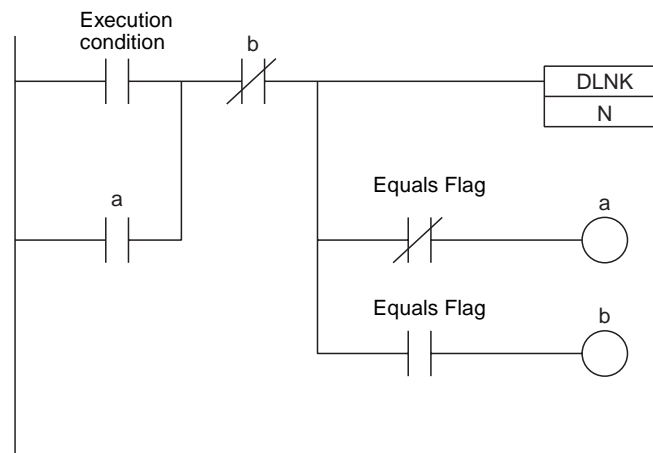 Execution
condition
b
DLNK
N
a
Equals Flag
a
Equals Flag
b